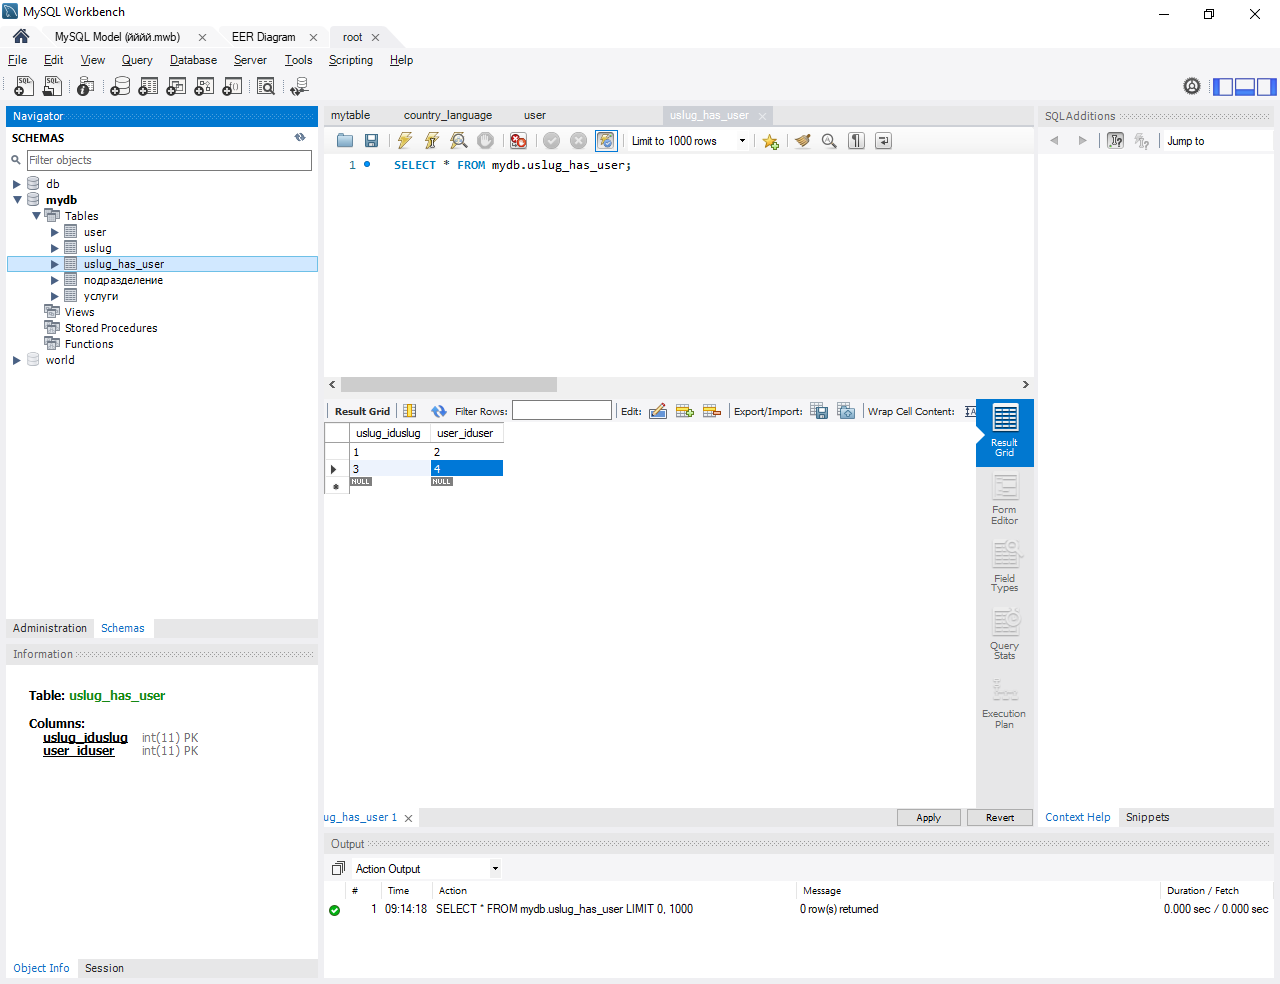 MySQL Workbench
MySQL Model (йййй.mwb)
EER Diagram
root
File Edit View Query Database Server Tools Scripting Help
Navigator
SCHEMAS
Filter objects
db
mydb
Tables
user
uslug
uslug_has_user
подразделение
услуги
Views
Stored Procedures
Functions
world
Administration Schemas
Information
Table: uslug_has_user
Columns:
uslug_iduslug int(11) PK
user_iduser int(11) PK
Object Info Session
mytable country_language user uslug_has_user
Limit to 1000 rows
1 SELECT * FROM mydb.uslug_has_user;
Result Grid Filter Rows: Edit: Export/Import: Wrap Cell Content:
uslug_iduslug user_iduser
1 2
3 4
NULL NULL
Result
Grid
Form
Editor
Field
Types
Query
Stats
Execution
Plan
ug_has_user 1
Apply Revert
Output
Action Output
# Time Action Message Duration / Fetch
1 09:14:18 SELECT * FROM mydb.uslug_has_user LIMIT 0, 1000 0 row(s) returned 0.000 sec / 0.000 sec
SQLAdditions
Jump to
Context Help Snippets